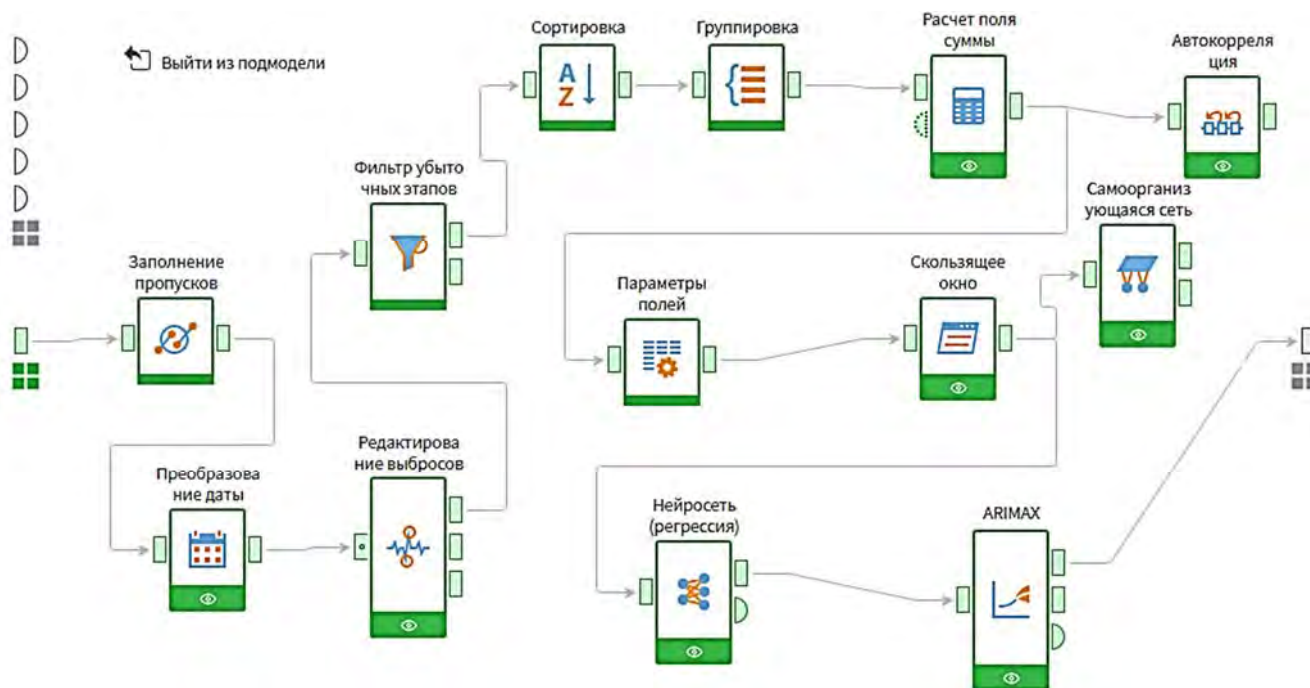 Выйти из подмодели
Сортировка
Группировка
Расчет поля
суммы
Автокорреля
ция
Фильтр убыто
чных этапов
Самоорганиз
ующаяся сеть
Заполнение
пропусков
Параметры
полей
Скользящее
окно
Преобразова
ние даты
Редактирова
ние выбросов
Нейросеть
(регрессия)
ARIMAX
A
Z